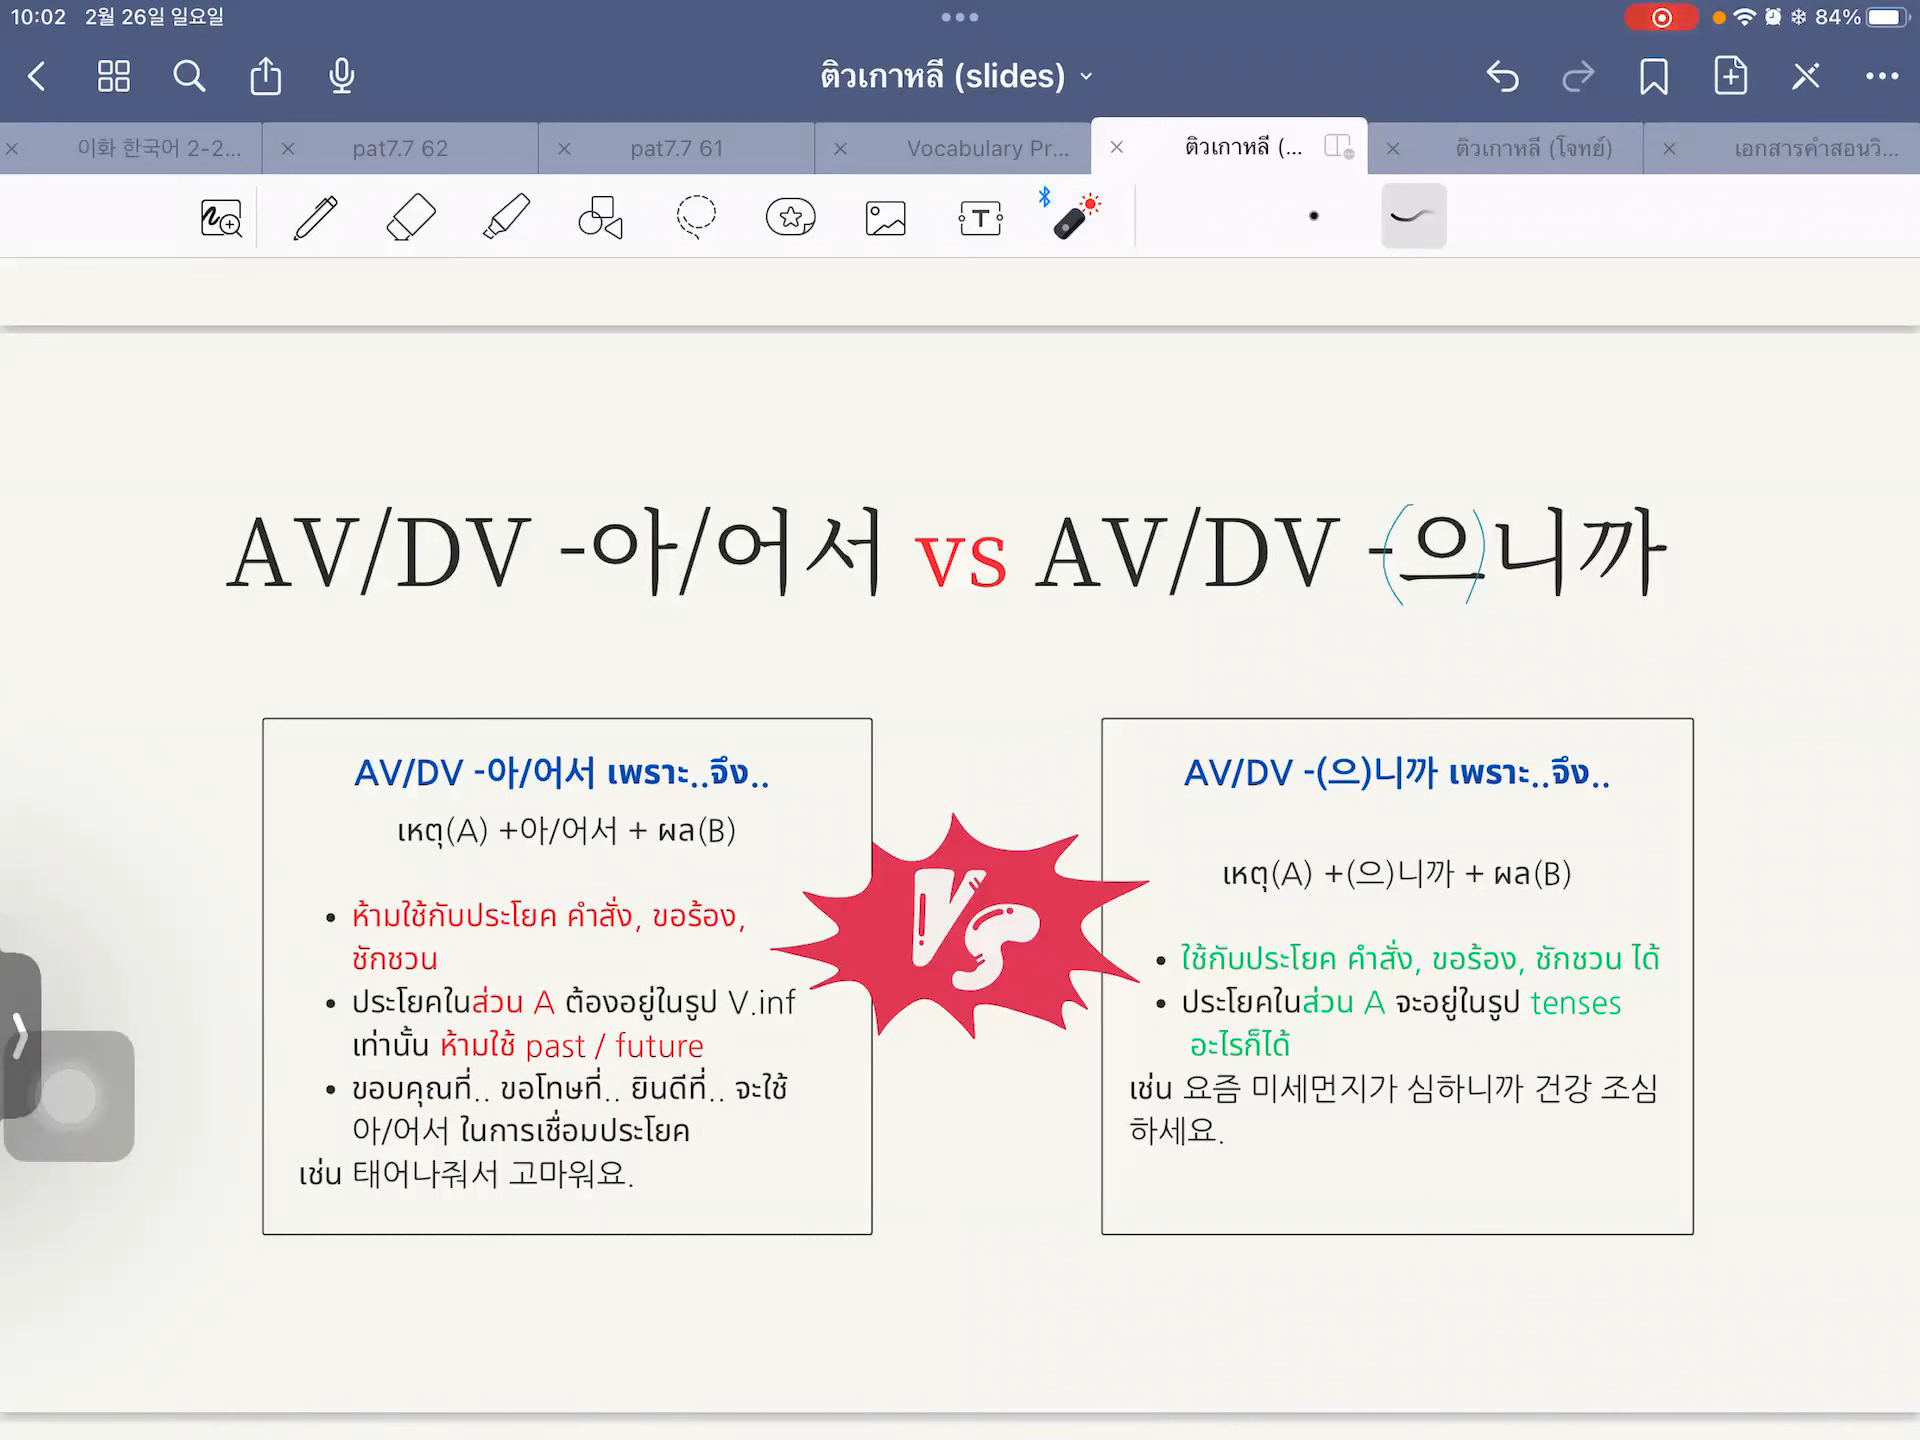 10:02 2월 26일 일요일
84%
ติวเกาหลี (slides)
이화 한국어 2-2...
pat7.7 62
pat7.7 61
Vocabulary Pr...
ติวเกาหลี (...
ติวเกาหลี (โจทย์)
เอกสารคำสอนวิ...
T
AV/DV -아/어서 vs AV/DV -(으)니까
AV/DV -아/어서 เพราะ..จึง..
เหตุ(A) +아/어서 + ผล(B)
• ห้ามใช้กับประโยค คำสั่ง, ขอร้อง,
ชักชวน
• ประโยคในส่วน A ต้องอยู่ในรูป V.inf
เท่านั้น ห้ามใช้ past / future
• ขอบคุณที่.. ขอโทษที่.. ยินดีที่.. จะใช้
아/어서 ในการเชื่อมประโยค
เช่น 태어나줘서 고마워요.
VS
AV/DV -(으)니까 เพราะ..จึง..
เหตุ(A) +(으)니까 + ผล(B)
• ใช้กับประโยค คำสั่ง, ขอร้อง, ชักชวน ได้
• ประโยคในส่วน A จะอยู่ในรูป tenses
อะไรก็ได้
เช่น 요즘 미세먼지가 심하니까 건강 조심
하세요.